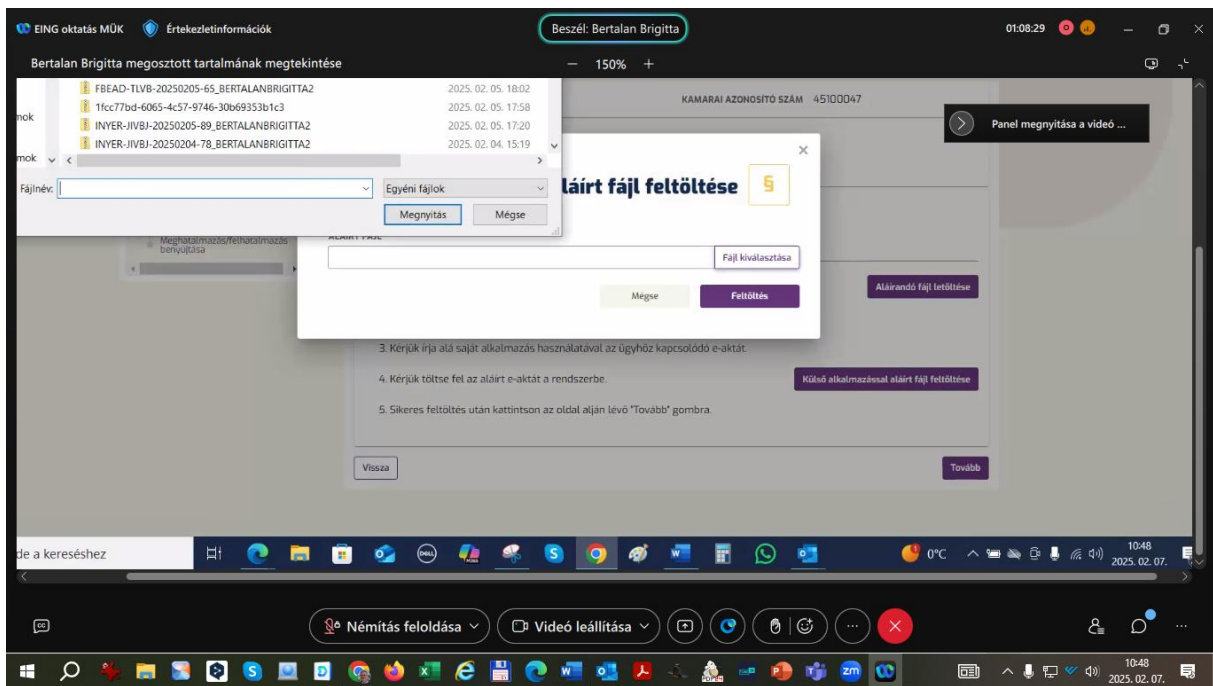 EING oktatás MÜK
Értekezletinformációk
Beszél: Bertalan Brigitta
01:08:29
Bertalan Brigitta megosztott tartalmának megtekintése
150%
FBEAD-TLVB-20250205-65_BERTALANBRIGITTA2 2025. 02. 05. 18:02
1fcc77bd-6065-4c57-9746-30b69353b1c3 2025. 02. 05. 17:58
INYER-JIVBJ-20250205-89_BERTALANBRIGITTA2 2025. 02. 05. 17:20
INYER-JIVBJ-20250204-78_BERTALANBRIGITTA2 2025. 02. 04. 15:19
mok
mok
Fájlnév:
Egyéni fájlok
Megnyitás
Mégse
KAMARAI AZONOSÍTÓ SZÁM 45100047
Panel megnyitása a videó ...
láírt fájl feltöltése
§
Meghatalmazás/felhatalmazás
benyújtása
Fájl kiválasztása
Mégse
Feltöltés
Aláírandó fájl letöltése
3. Kérjük írja alá saját alkalmazás használatával az ügyhöz kapcsolódó e-aktát.
4. Kérjük töltse fel az aláírt e-aktát a rendszerbe.
Külső alkalmazással aláírt fájl feltöltése
5. Sikeres feltöltés után kattintson az oldal alján lévő "Tovább" gombra.
Vissza
Tovább
de a kereséshez
0°C
10:48
2025. 02. 07.
Némítás feloldása
Videó leállítása
10:48
2025. 02. 07.